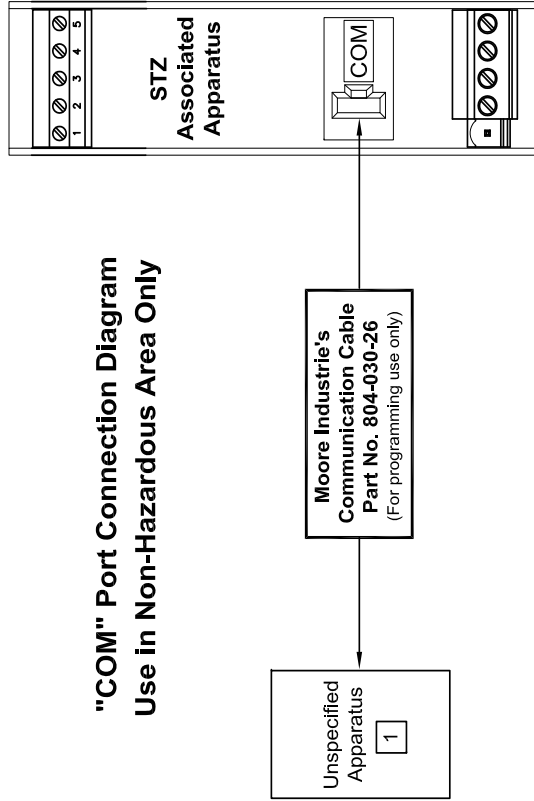 "COM" Port Connection Diagram
Use in Non-Hazardous Area Only
Unspecified
Apparatus
1
Moore Industrie's
Communication Cable
Part No. 804-030-26
(For programming use only)
STZ
Associated
Apparatus
COM
1 2 3 4 5